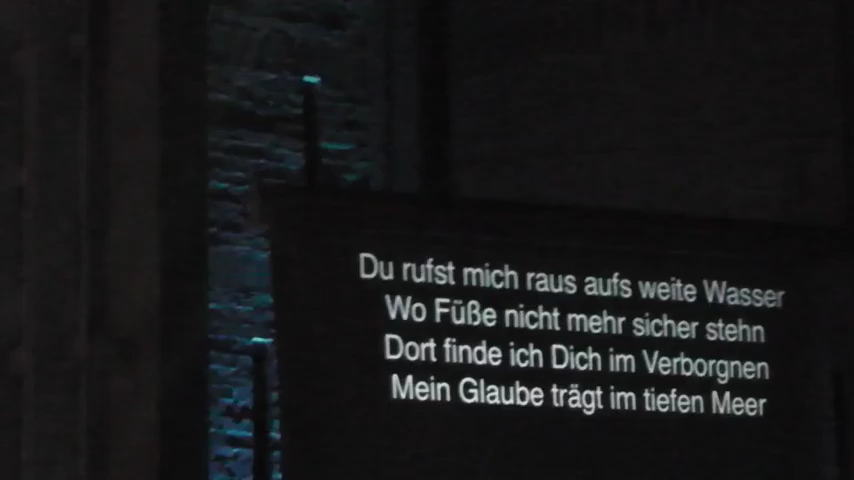 Du rufst mich raus aufs weite Wasser
Wo Füße nicht mehr sicher stehn
Dort finde ich Dich im Verborgnen
Mein Glaube trägt im tiefen Meer